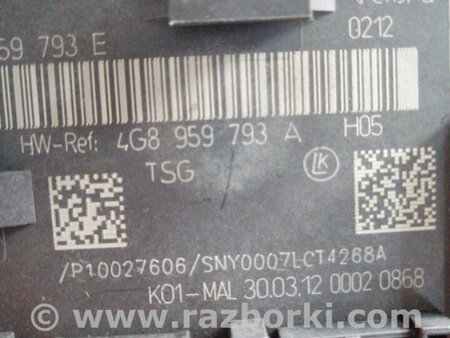 59 793 E
0212
HW-Ref: 4G8 959 793 A H05
TSG
LK
/P10027606/SNY0007LCT4268A
K01-MAL 30.03.12 0002 0868
© www.razborki.com